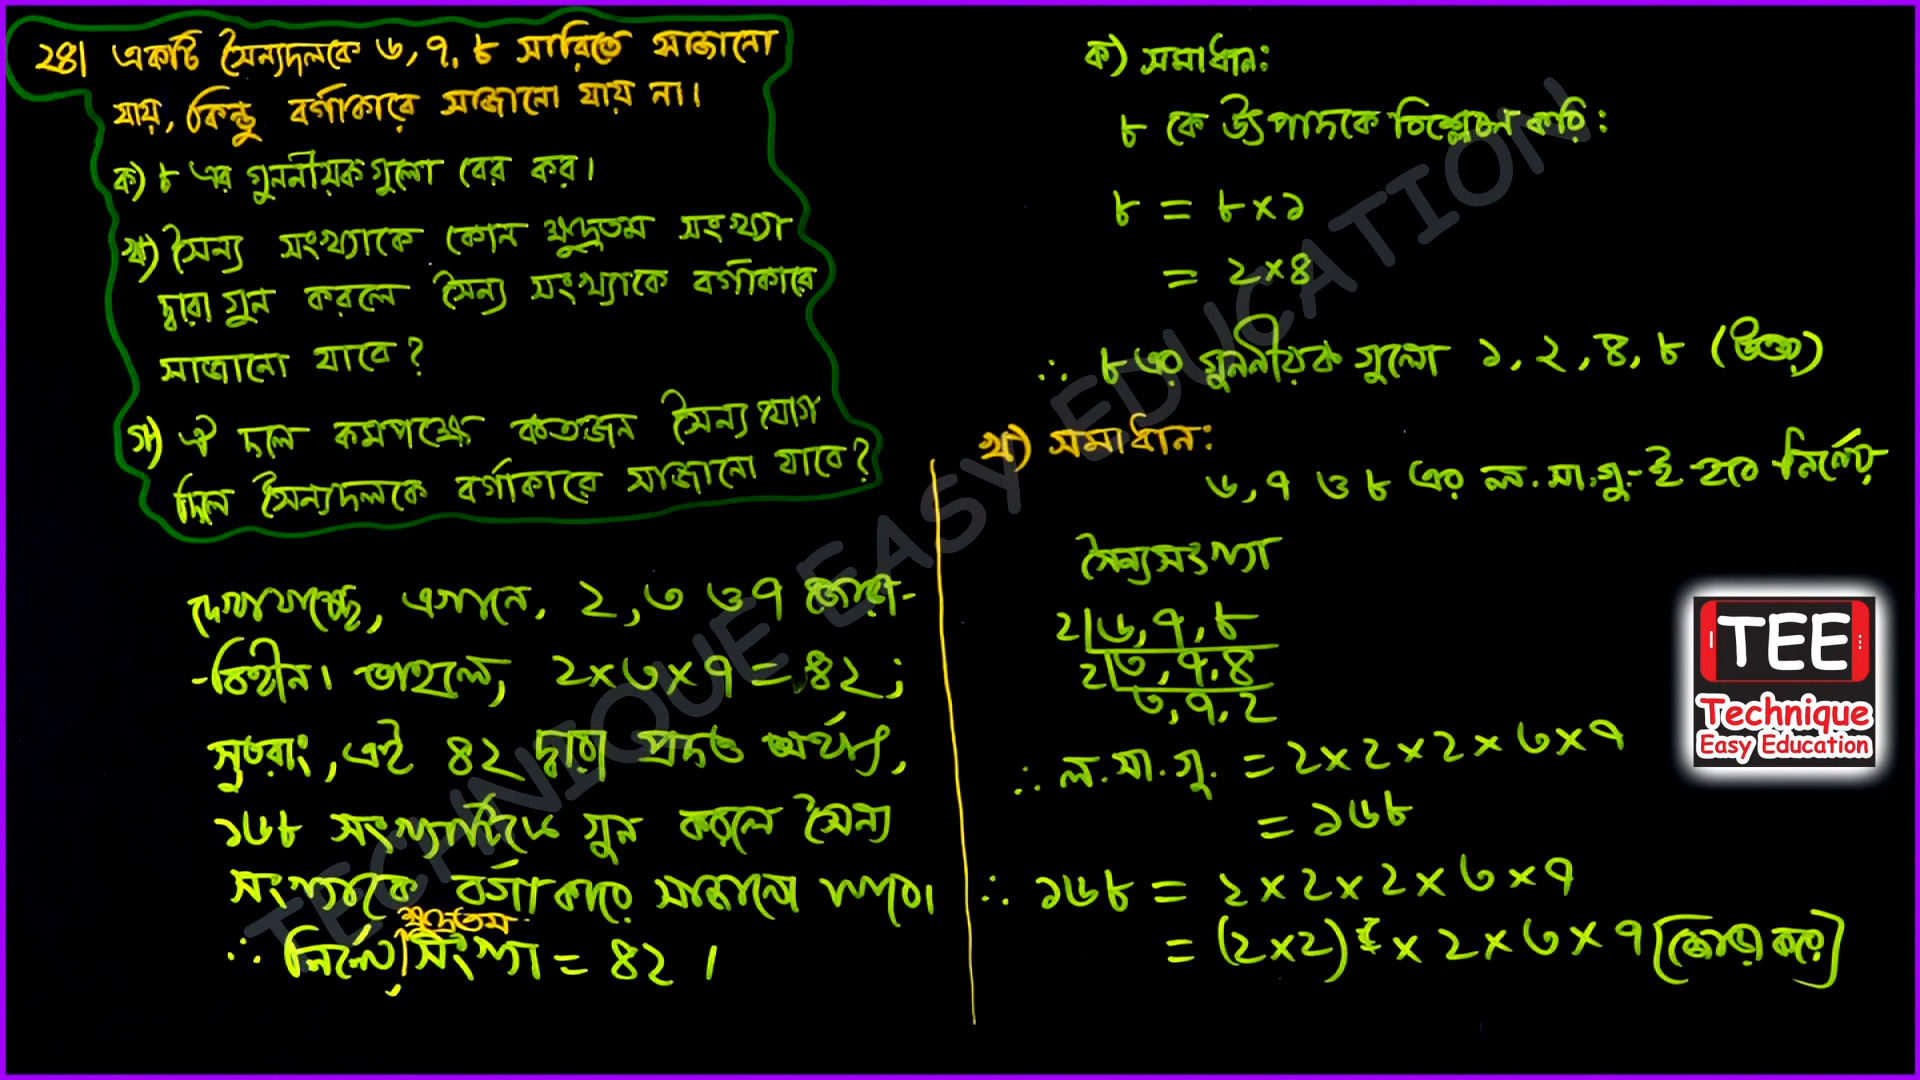 ২৪। একটি সৈন্যদলকে ৬, ৭, ৮ সারিতে সাজানো
যায়, কিন্তু বর্গাকারে সাজানো যায় না।
ক) ৮ এর গুননীয়কগুলো বের কর।
খ) সৈন্য সংখ্যাকে কোন ক্ষুদ্রতম সংখ্যা
দ্বারা গুন করলে সৈন্য সংখ্যাকে বর্গাকারে
সাজানো যাবে?
গ) ঐ দলে কমপক্ষে কতজন সৈন্য যোগ
দিলে সৈন্যদলকে বর্গাকারে সাজানো যাবে?
ক) সমাধান:
৮ কে উৎপাদকে বিশ্লেষণ করি:
৮ = ৮×১
= ২×৪
∴ ৮ এর গুননীয়ক গুলো ১, ২, ৪, ৮ (উত্তর)
খ) সমাধান:
৬, ৭ ও ৮ এর ল.সা.গু.-ই হবে নির্ণেয়
সৈন্যসংখ্যা
২|৬, ৭, ৮
২|৩, ৭, ৪
৩, ৭, ২
∴ ল.সা.গু. = ২×২×২×৩×৭
= ১৬৮
∴ ১৬৮ = ২×২×২×৩×৭
= (২×২)×২×৩×৭ [জোড় করে]
দেখাযাচ্ছে, এখানে, ২, ৩ ও ৭ জোড়া-
-বিহীন। তাহলে, ২×৩×৭=৪২;
সুতরাং, এই ৪২ দ্বারা প্রদত্ত অর্থাৎ,
১৬৮ সংখ্যাটিকে গুন করলে সৈন্য
সংখ্যাকে বর্গাকারে সাজানো যাবে।
∴ নির্ণেয় ক্ষুদ্রতম সংখ্যা = ৪২।
TECHNIQUE EASY EDUCATION
TEE
Technique
Easy Education